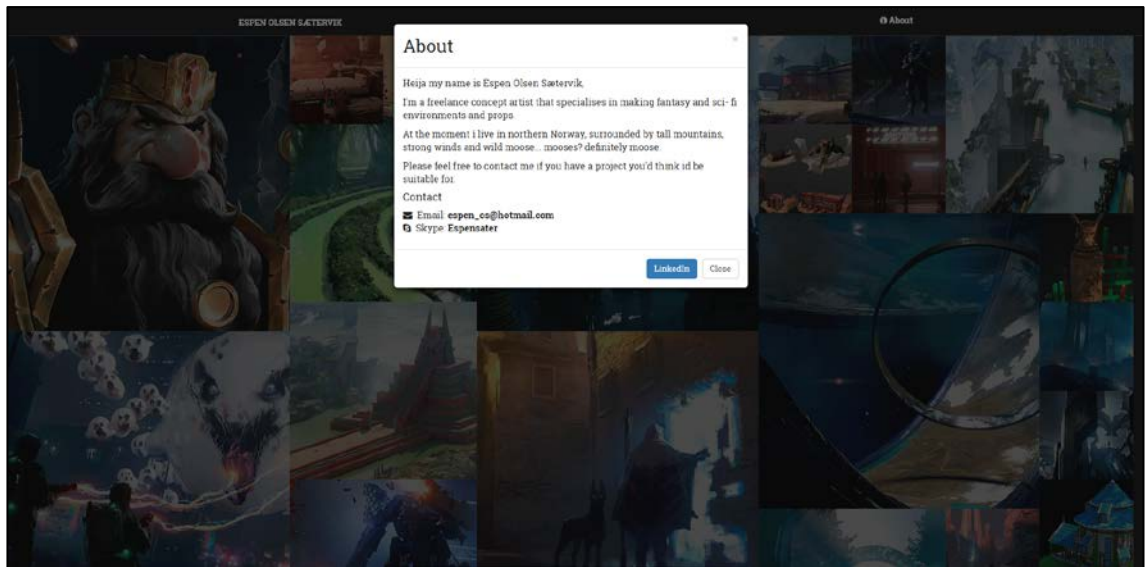 ESPEN OLSEN SÆTERVIK
About
About
×
Heija my name is Espen Olsen Sætervik,
I'm a freelance concept artist that specialises in making fantasy and sci-fi
environments and props.
At the moment i live in northern Norway, surrounded by tall mountains,
strong winds and wild moose... mooses? definitely moose.
Please feel free to contact me if you have a project you'd think id be
suitable for.
Contact
Email: espen_os@hotmail.com
Skype: Espensater
LinkedIn Close